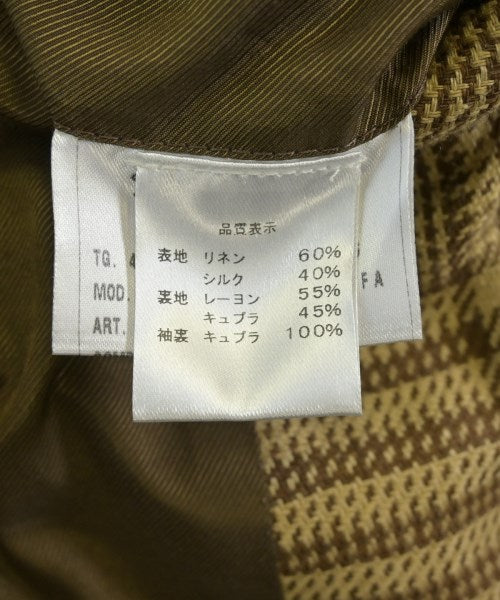 品質表示
表地 リネン 60%
シルク 40%
裏地 レーヨン 55%
キュプラ 45%
袖裏 キュプラ 100%
TG.
MOD. FA
ART.